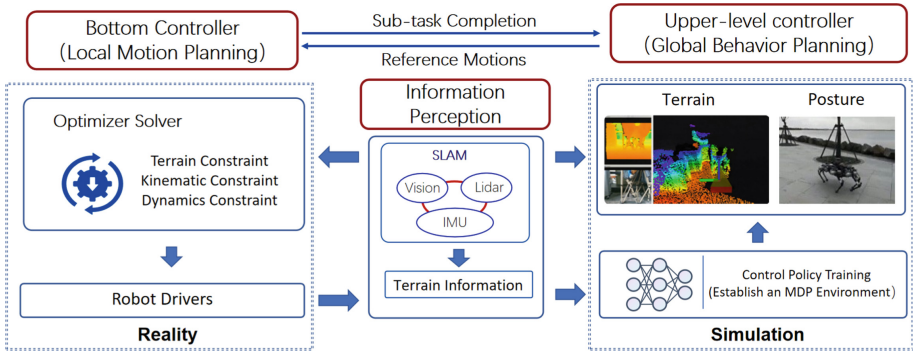 Bottom Controller
(Local Motion Planning)
Sub-task Completion
Reference Motions
Upper-level controller
(Global Behavior Planning)
Information
Perception
Optimizer Solver
Terrain Constraint
Kinematic Constraint
Dynamics Constraint
Robot Drivers
Reality
SLAM
Vision
Lidar
IMU
Terrain Information
Terrain
Posture
Control Policy Training
(Establish an MDP Environment)
Simulation